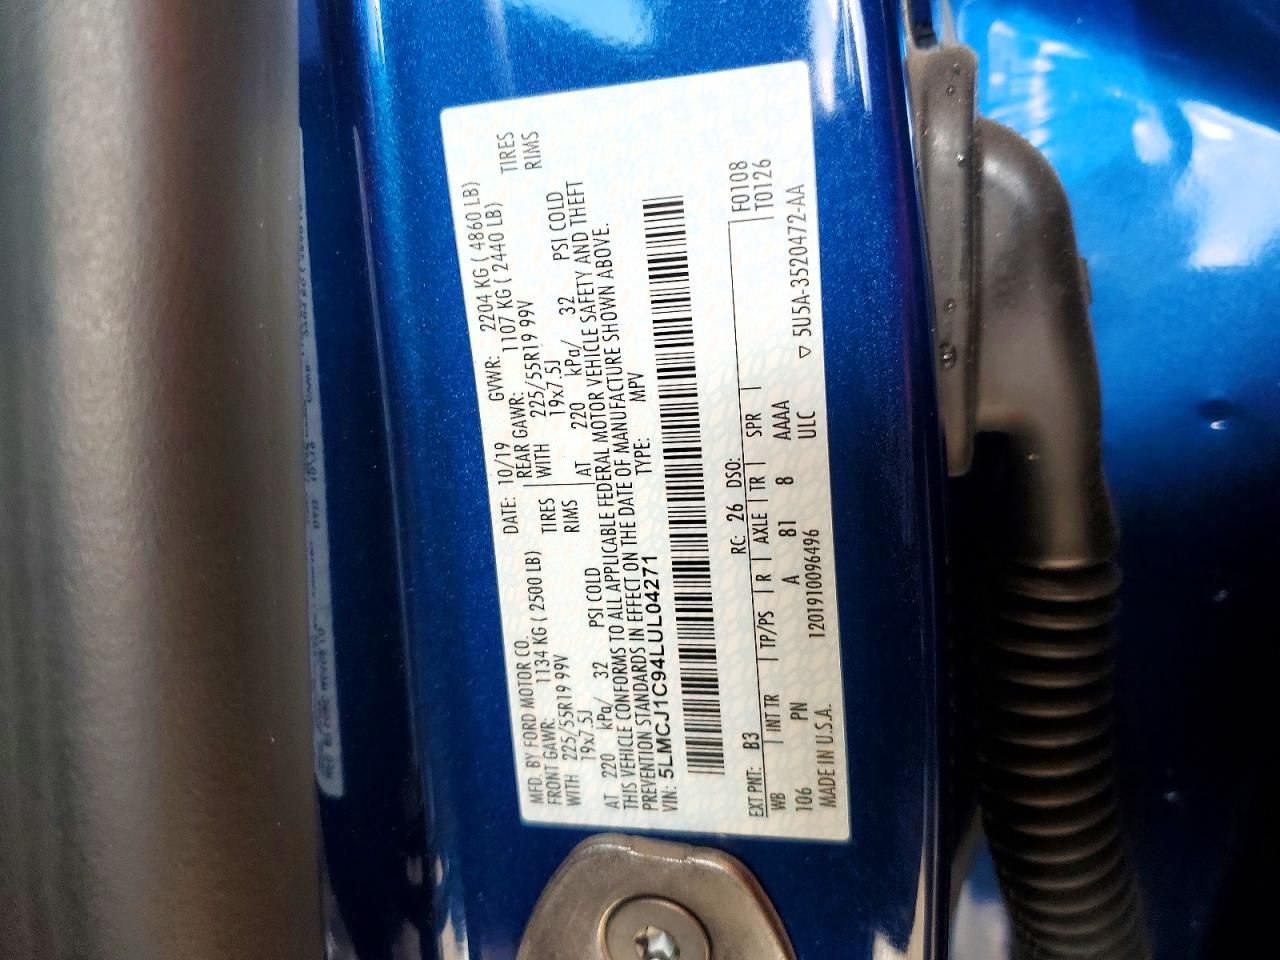 MFD. BY FORD MOTOR CO.
DATE: 10/19 GVWR: 2204 KG ( 4860 LB)
FRONT GAWR: 1134 KG ( 2500 LB)
REAR GAWR: 1107 KG ( 2440 LB)
WITH 225/55R19 99V TIRES
WITH 225/55R19 99V TIRES
19x7.5J RIMS
19x7.5J RIMS
AT 220 kPa/ 32 PSI COLD
AT 220 kPa/ 32 PSI COLD
THIS VEHICLE CONFORMS TO ALL APPLICABLE FEDERAL MOTOR VEHICLE SAFETY AND THEFT
PREVENTION STANDARDS IN EFFECT ON THE DATE OF MANUFACTURE SHOWN ABOVE.
VIN: 5LMCJ1C94LUL04271 TYPE: MPV
F0108
T0126
EXT PNT: B3 RC: 26 DSO:
WB INT TR TP/PS R AXLE TR SPR
106 PN A 81 8 AAAA
ULC
MADE IN U.S.A. 1201910096496
▽ 5U5A-3520472-AA